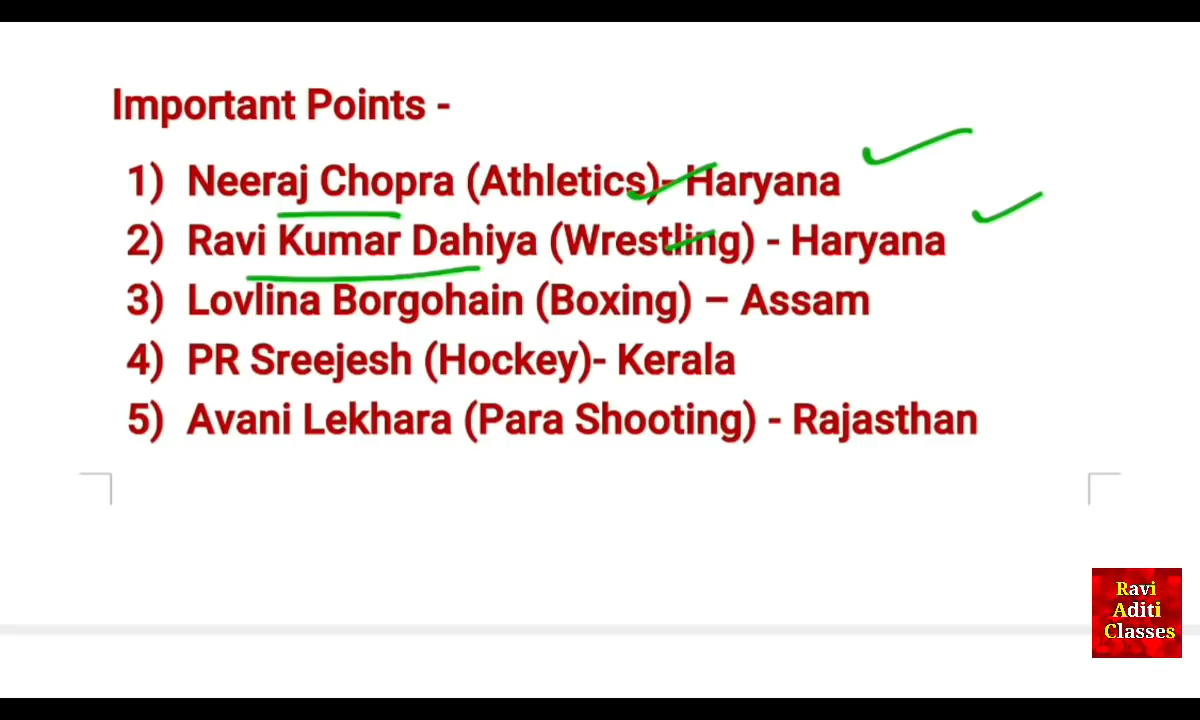 Important Points -
1) Neeraj Chopra (Athletics)- Haryana
2) Ravi Kumar Dahiya (Wrestling) - Haryana
3) Lovlina Borgohain (Boxing) – Assam
4) PR Sreejesh (Hockey)- Kerala
5) Avani Lekhara (Para Shooting) - Rajasthan
Ravi
Aditi
Classes